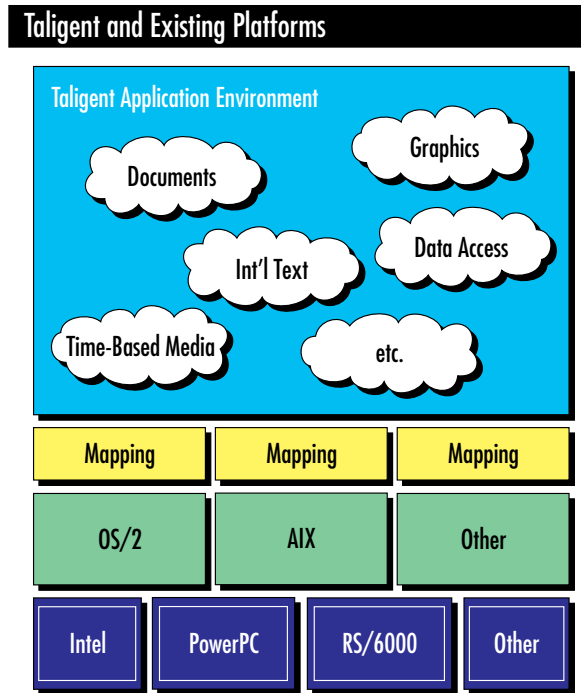 Taligent and Existing Platforms
Taligent Application Environment
Documents
Graphics
Int'l Text
Data Access
Time-Based Media
etc.
Mapping
Mapping
Mapping
OS/2
AIX
Other
Intel
PowerPC
RS/6000
Other